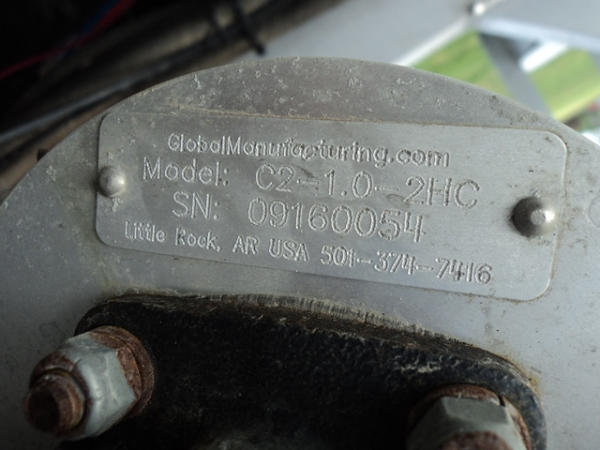 GlobalManufacturing.com
Model: C2-1.0-2HC
SN: 09160054
Little Rock, AR USA 501-374-7416